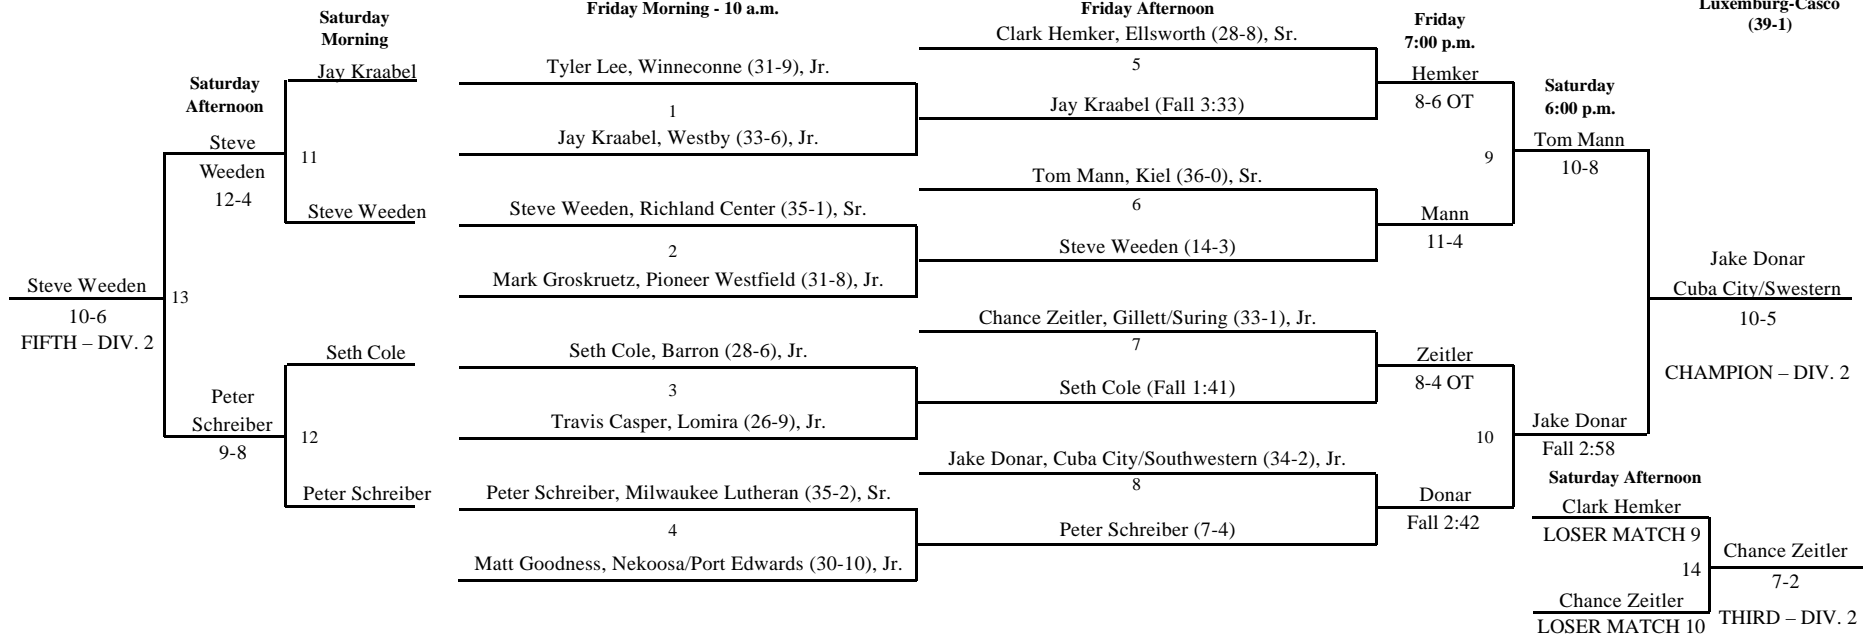 Saturday
Morning
Friday Morning - 10 a.m.
Friday Afternoon
Luxemburg-Casco
(39-1)
Friday
7:00 p.m.
Clark Hemker, Ellsworth (28-8), Sr.
Jay Kraabel
Tyler Lee, Winneconne (31-9), Jr.
5
Hemker
Saturday
Afternoon
Saturday
6:00 p.m.
1
Jay Kraabel (Fall 3:33)
8-6 OT
Steve
Weeden
12-4
11
Jay Kraabel, Westby (33-6), Jr.
9
Tom Mann
10-8
Tom Mann, Kiel (36-0), Sr.
Steve Weeden
Steve Weeden, Richland Center (35-1), Sr.
6
Mann
11-4
2
Steve Weeden (14-3)
Jake Donar
Cuba City/Swestern
10-5
Steve Weeden
13
10-6
FIFTH – DIV. 2
Mark Groskruetz, Pioneer Westfield (31-8), Jr.
Chance Zeitler, Gillett/Suring (33-1), Jr.
Seth Cole
Seth Cole, Barron (28-6), Jr.
7
Zeitler
8-4 OT
CHAMPION – DIV. 2
3
Seth Cole (Fall 1:41)
Peter
Schreiber
9-8
12
Travis Casper, Lomira (26-9), Jr.
10
Jake Donar
Fall 2:58
Jake Donar, Cuba City/Southwestern (34-2), Jr.
Peter Schreiber
Peter Schreiber, Milwaukee Lutheran (35-2), Sr.
8
Donar
Fall 2:42
4
Peter Schreiber (7-4)
Matt Goodness, Nekoosa/Port Edwards (30-10), Jr.
Saturday Afternoon
Clark Hemker
LOSER MATCH 9
Chance Zeitler
14
7-2
Chance Zeitler
LOSER MATCH 10
THIRD – DIV. 2